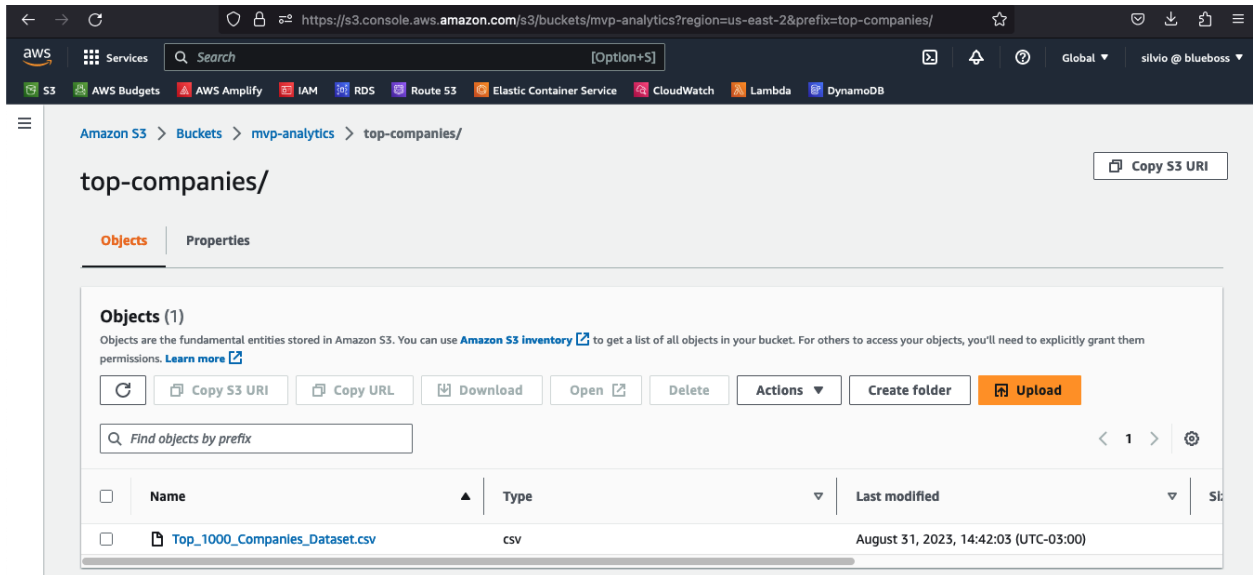 https://s3.console.aws.amazon.com/s3/buckets/mvp-analytics?region=us-east-2&prefix=top-companies/
aws Services Search [Option+S] Global silvio @ blueboss
S3 AWS Budgets AWS Amplify IAM RDS Route 53 Elastic Container Service CloudWatch Lambda DynamoDB
Amazon S3 > Buckets > mvp-analytics > top-companies/
Copy S3 URI
top-companies/
Objects Properties
Objects (1)
Objects are the fundamental entities stored in Amazon S3. You can use Amazon S3 inventory to get a list of all objects in your bucket. For others to access your objects, you'll need to explicitly grant them
permissions. Learn more
Copy S3 URI Copy URL Download Open Delete Actions Create folder Upload
Find objects by prefix 1
Name Type Last modified
Top_1000_Companies_Dataset.csv csv August 31, 2023, 14:42:03 (UTC-03:00)